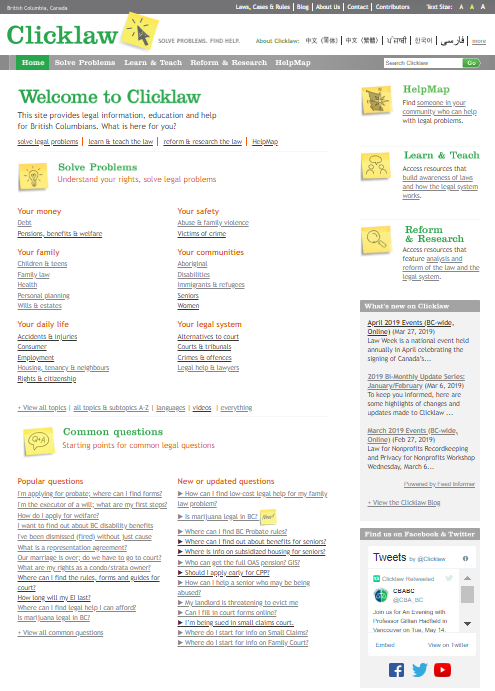 British Columbia, Canada
Laws, Cases & Rules | Blog | About Us | Contact | Contributors
Text Size: A A A
Clicklaw
SOLVE PROBLEMS. FIND HELP.
About Clicklaw: 中文 (简体) | 中文 (繁體) | ਪੰਜਾਬੀ | 한국어 | فارسی | more
Home Solve Problems Learn & Teach Reform & Research HelpMap
Search Clicklaw Go
Welcome to Clicklaw
This site provides legal information, education and help
for British Columbians. What is here for you?
solve legal problems | learn & teach the law | reform & research the law | HelpMap
Solve Problems
Understand your rights, solve legal problems
Your money
Debt
Pensions, benefits & welfare
Your family
Children & teens
Family law
Health
Personal planning
Wills & estates
Your daily life
Accidents & injuries
Consumer
Employment
Housing, tenancy & neighbours
Rights & citizenship
Your safety
Abuse & family violence
Victims of crime
Your communities
Aboriginal
Disabilities
Immigrants & refugees
Seniors
Women
Your legal system
Alternatives to court
Courts & tribunals
Crimes & offences
Legal help & lawyers
+ View all topics | all topics & subtopics A-Z | languages | videos | everything
Common questions
Q+A
Starting points for common legal questions
Popular questions
I'm applying for probate; where can I find forms?
I'm the executor of a will; what are my first steps?
How do I apply for welfare?
I want to find out about BC disability benefits
I've been dismissed (fired) without just cause
What is a representation agreement?
Our marriage is over; do we have to go to court?
What are my rights as a condo/strata owner?
Where can I find the rules, forms and guides for
court?
How long will my EI last?
Where can I find legal help I can afford?
Is marijuana legal in BC?
+ View all common questions
New or updated questions
▶ How can I find low-cost legal help for my family
law problem?
▶ Is marijuana legal in BC? New!
▶ Where can I find BC Probate rules?
▶ Where can I find out about benefits for seniors?
▶ Where is info on subsidized housing for seniors?
▶ Who can get the full OAS pension? GIS?
▶ Should I apply early for CPP?
▶ How can I help a senior who may be being
abused?
▶ My landlord is threatening to evict me
▶ Can I fill in court forms online?
▶ I'm being sued in small claims court.
▶ Where do I start for info on Small Claims?
▶ Where do I start for info on Family Court?
HelpMap
Find someone in your
community who can help
with legal problems.
Learn & Teach
Access resources that
build awareness of laws
and how the legal system
works.
Reform
& Research
Access resources that
feature analysis and
reform of the law and the
legal system.
What's new on Clicklaw
April 2019 Events (BC-wide,
Online) (Mar 27, 2019)
Law Week is a national event held
annually in April celebrating the
signing of Canada's...
2019 Bi-Monthly Update Series:
January/February (Mar 6, 2019)
To keep you informed, here are
some highlights of changes and
updates made to Clicklaw ...
March 2019 Events (BC-wide,
Online) (Feb 27, 2019)
Law for Nonprofits Recordkeeping
and Privacy for Nonprofits Workshop
Wednesday, March 6...
Powered by Feed Informer
+ View the Clicklaw Blog
Find us on Facebook & Twitter
Tweets by @Clicklaw
Clicklaw Retweeted
CBABC
@CBA_BC
Join us for An Evening with
Professor Gillian Hadfield in
Vancouver on Tues, May 14,
Embed View on Twitter